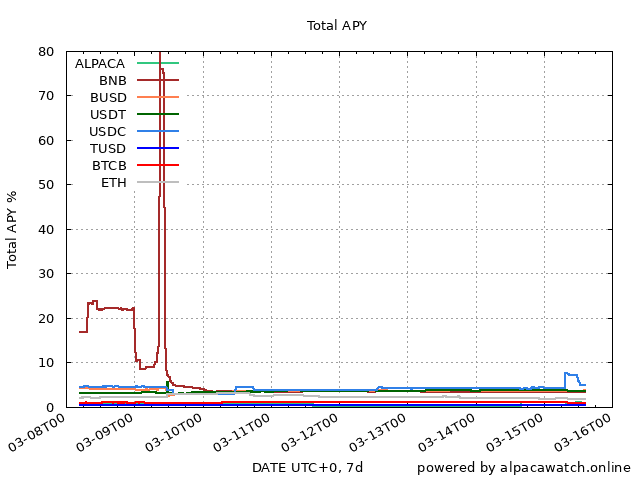 Total APY
80
70
60
50
40
30
20
10
0
Total APY %
ALPACA
BNB
BUSD
USDT
USDC
TUSD
BTCB
ETH
03-08T00
03-09T00
03-10T00
03-11T00
03-12T00
03-13T00
03-14T00
03-15T00
03-16T00
DATE UTC+0, 7d
powered by alpacawatch.online